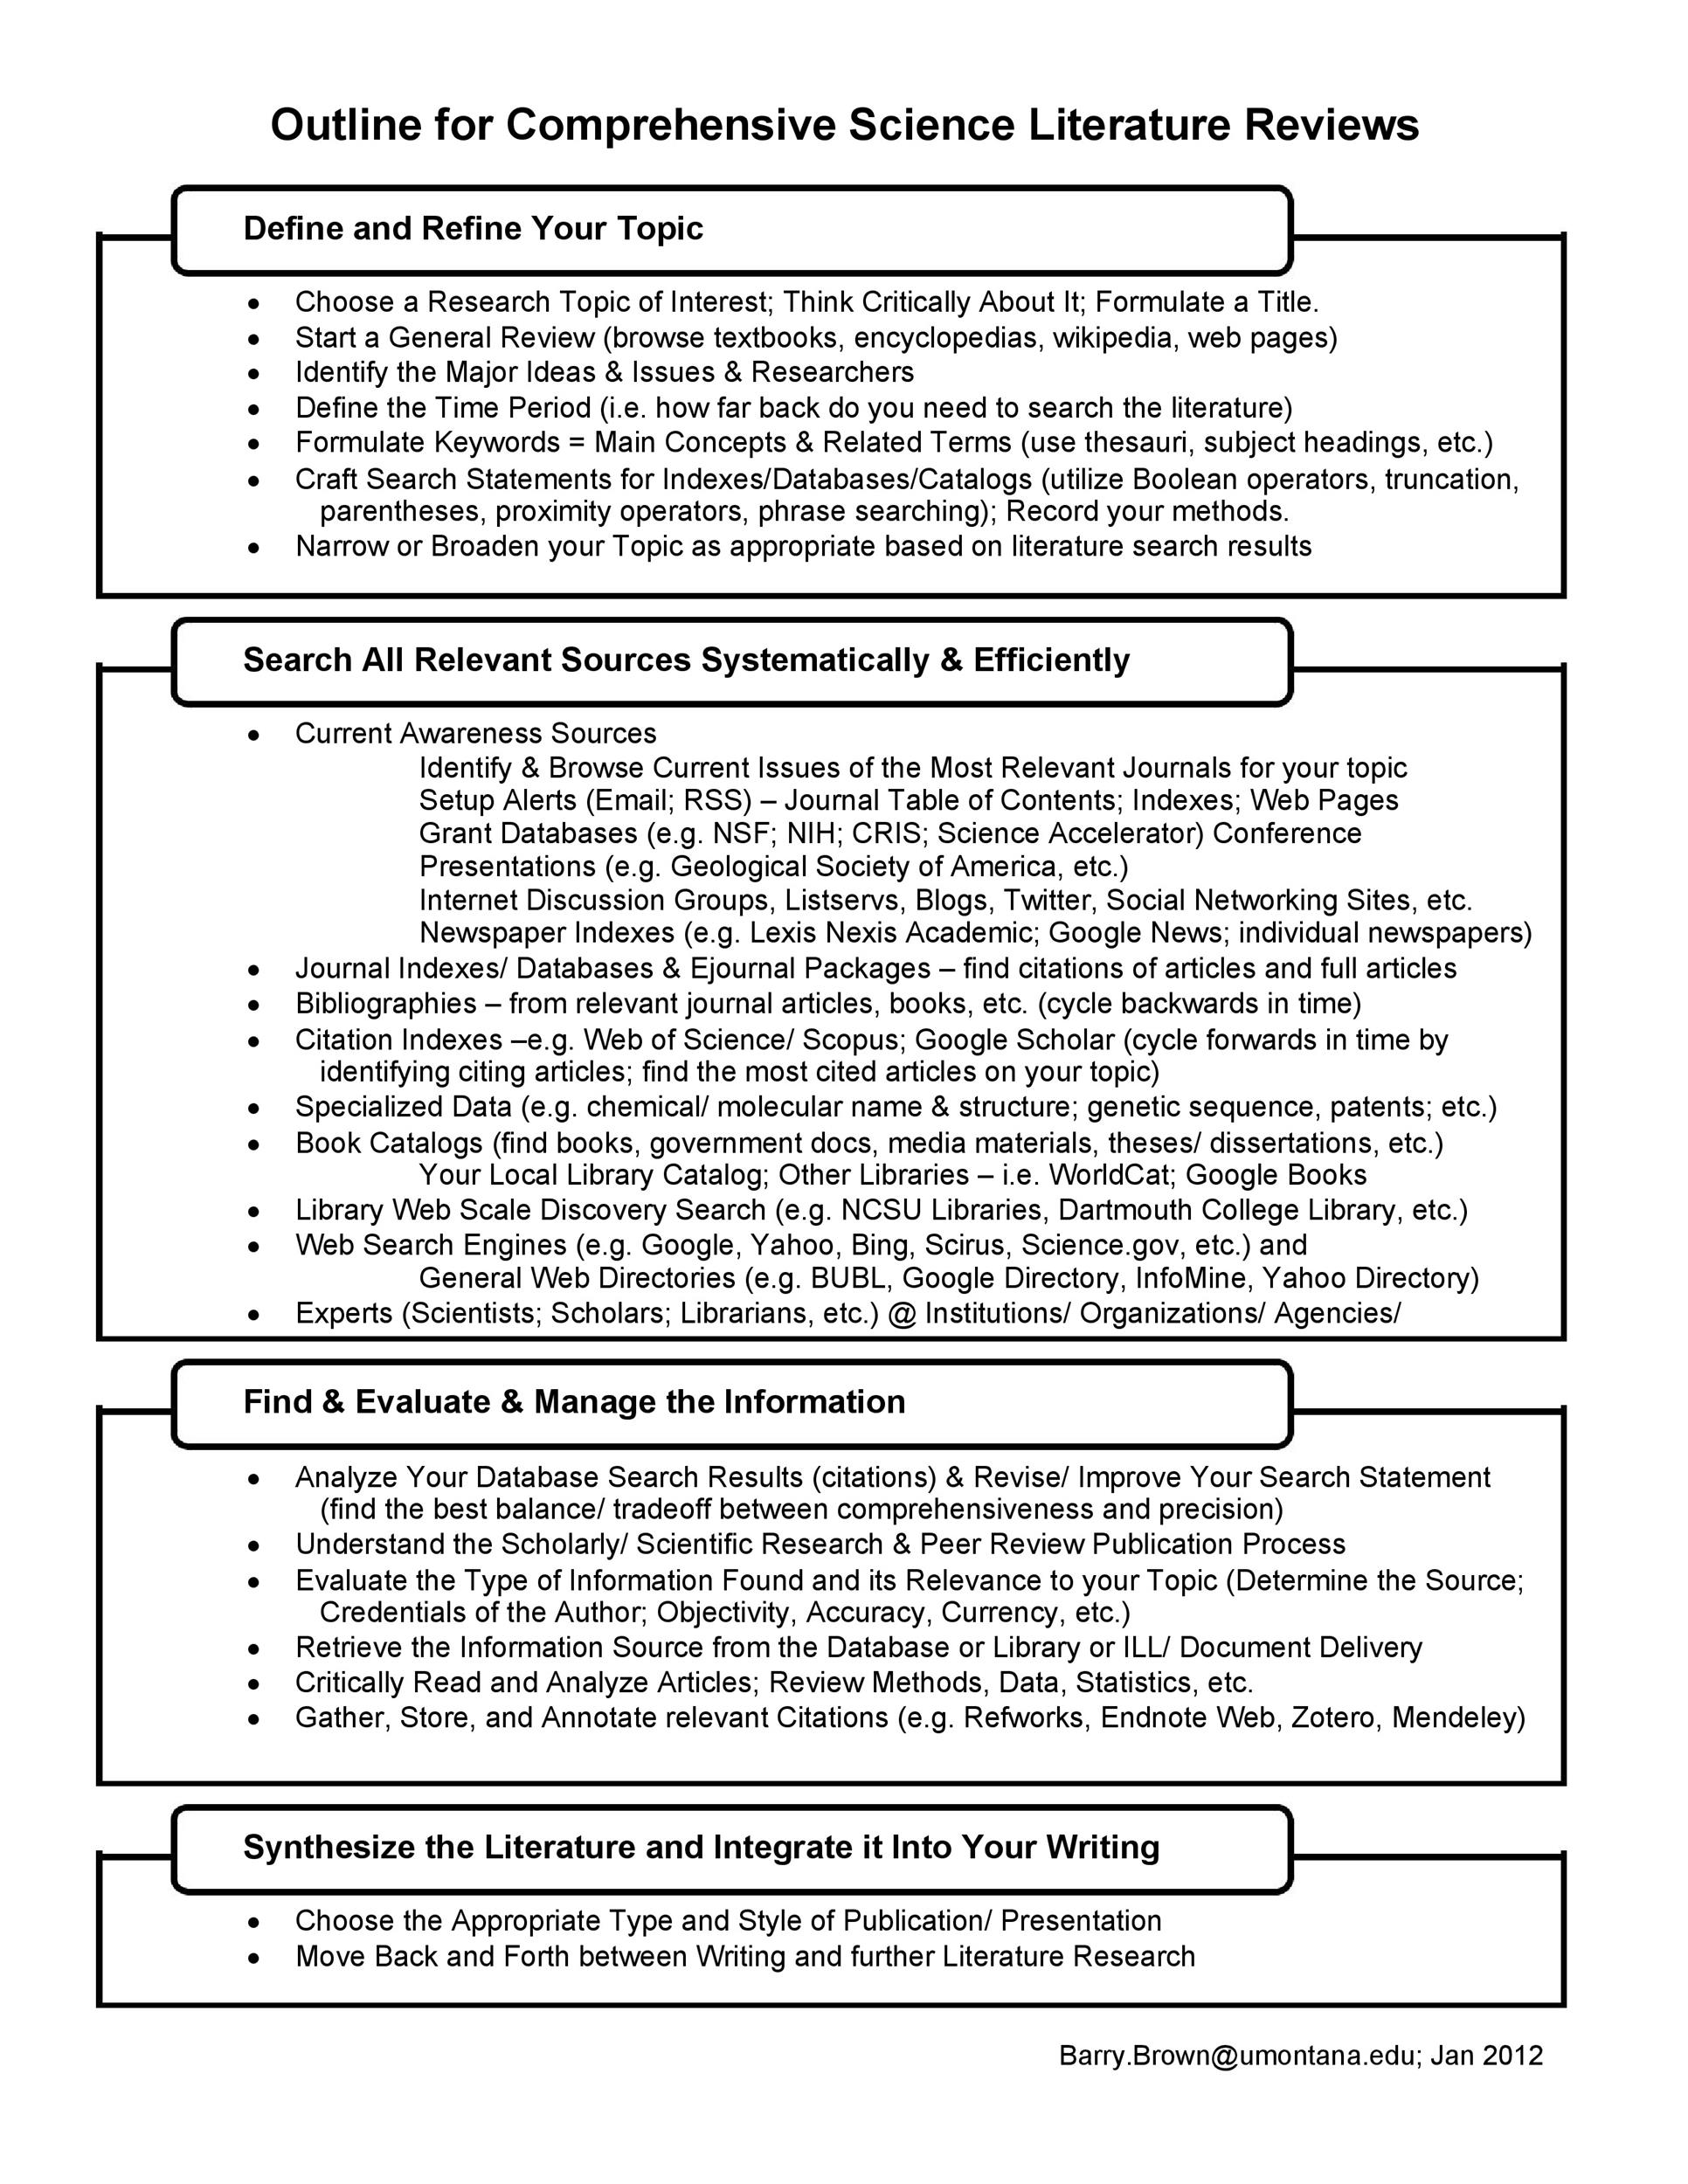 Outline for Comprehensive Science Literature Reviews
Define and Refine Your Topic
• Choose a Research Topic of Interest; Think Critically About It; Formulate a Title.
• Start a General Review (browse textbooks, encyclopedias, wikipedia, web pages)
• Identify the Major Ideas & Issues & Researchers
• Define the Time Period (i.e. how far back do you need to search the literature)
• Formulate Keywords = Main Concepts & Related Terms (use thesauri, subject headings, etc.)
• Craft Search Statements for Indexes/Databases/Catalogs (utilize Boolean operators, truncation,
parentheses, proximity operators, phrase searching); Record your methods.
• Narrow or Broaden your Topic as appropriate based on literature search results
Search All Relevant Sources Systematically & Efficiently
• Current Awareness Sources
Identify & Browse Current Issues of the Most Relevant Journals for your topic
Setup Alerts (Email; RSS) – Journal Table of Contents; Indexes; Web Pages
Grant Databases (e.g. NSF; NIH; CRIS; Science Accelerator) Conference
Presentations (e.g. Geological Society of America, etc.)
Internet Discussion Groups, Listservs, Blogs, Twitter, Social Networking Sites, etc.
Newspaper Indexes (e.g. Lexis Nexis Academic; Google News; individual newspapers)
• Journal Indexes/ Databases & Ejournal Packages – find citations of articles and full articles
• Bibliographies – from relevant journal articles, books, etc. (cycle backwards in time)
• Citation Indexes –e.g. Web of Science/ Scopus; Google Scholar (cycle forwards in time by
identifying citing articles; find the most cited articles on your topic)
• Specialized Data (e.g. chemical/ molecular name & structure; genetic sequence, patents; etc.)
• Book Catalogs (find books, government docs, media materials, theses/ dissertations, etc.)
Your Local Library Catalog; Other Libraries – i.e. WorldCat; Google Books
• Library Web Scale Discovery Search (e.g. NCSU Libraries, Dartmouth College Library, etc.)
• Web Search Engines (e.g. Google, Yahoo, Bing, Scirus, Science.gov, etc.) and
General Web Directories (e.g. BUBL, Google Directory, InfoMine, Yahoo Directory)
• Experts (Scientists; Scholars; Librarians, etc.) @ Institutions/ Organizations/ Agencies/
Find & Evaluate & Manage the Information
• Analyze Your Database Search Results (citations) & Revise/ Improve Your Search Statement
(find the best balance/ tradeoff between comprehensiveness and precision)
• Understand the Scholarly/ Scientific Research & Peer Review Publication Process
• Evaluate the Type of Information Found and its Relevance to your Topic (Determine the Source;
Credentials of the Author; Objectivity, Accuracy, Currency, etc.)
• Retrieve the Information Source from the Database or Library or ILL/ Document Delivery
• Critically Read and Analyze Articles; Review Methods, Data, Statistics, etc.
• Gather, Store, and Annotate relevant Citations (e.g. Refworks, Endnote Web, Zotero, Mendeley)
Synthesize the Literature and Integrate it Into Your Writing
• Choose the Appropriate Type and Style of Publication/ Presentation
• Move Back and Forth between Writing and further Literature Research
Barry.Brown@umontana.edu; Jan 2012